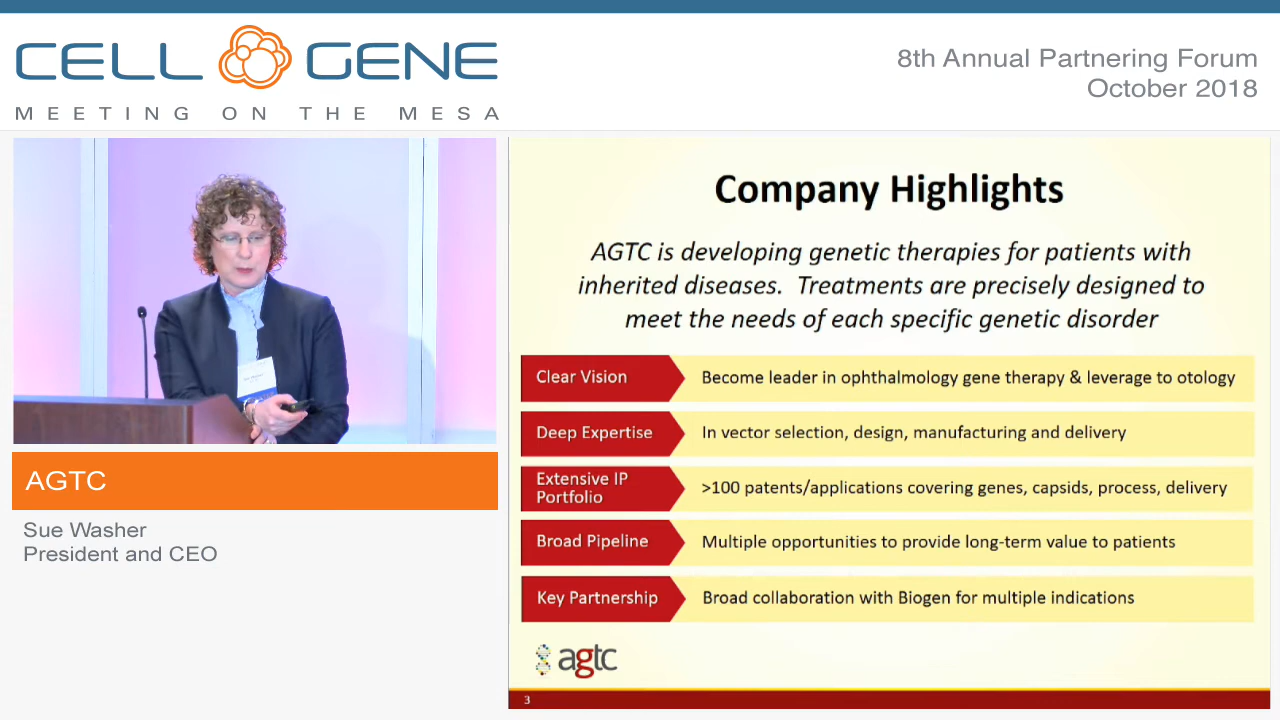 CELL GENE
MEETING ON THE MESA
8th Annual Partnering Forum
October 2018
AGTC
Sue Washer
President and CEO
Company Highlights
AGTC is developing genetic therapies for patients with
inherited diseases. Treatments are precisely designed to
meet the needs of each specific genetic disorder
Clear Vision
Become leader in ophthalmology gene therapy & leverage to otology
Deep Expertise
In vector selection, design, manufacturing and delivery
Extensive IP
Portfolio
>100 patents/applications covering genes, capsids, process, delivery
Broad Pipeline
Multiple opportunities to provide long-term value to patients
Key Partnership
Broad collaboration with Biogen for multiple indications
agtc
3